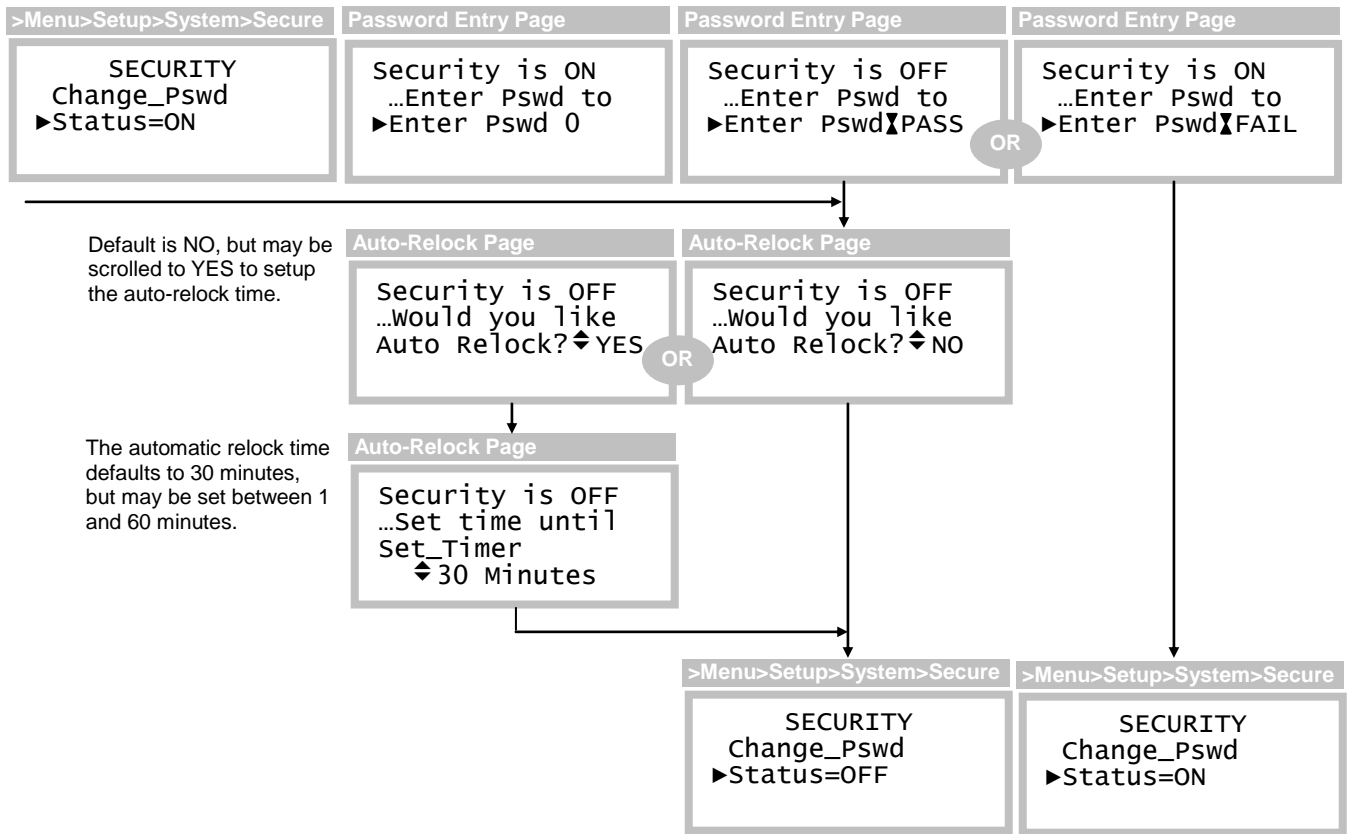 >Menu>Setup>System>Secure
SECURITY
Change_Pswd
►Status=ON
Password Entry Page
Security is ON
…Enter Pswd to
►Enter Pswd 0
Password Entry Page
Security is OFF
…Enter Pswd to
►Enter Pswd PASS
OR
Password Entry Page
Security is ON
…Enter Pswd to
►Enter Pswd FAIL
Default is NO, but may be
scrolled to YES to setup
the auto-relock time.
Auto-Relock Page
Security is OFF
…Would you like
Auto Relock? YES
OR
Auto-Relock Page
Security is OFF
…Would you like
Auto Relock? NO
The automatic relock time
defaults to 30 minutes,
but may be set between 1
and 60 minutes.
Auto-Relock Page
Security is OFF
…Set time until
Set_Timer
30 Minutes
>Menu>Setup>System>Secure
SECURITY
Change_Pswd
►Status=OFF
>Menu>Setup>System>Secure
SECURITY
Change_Pswd
►Status=ON